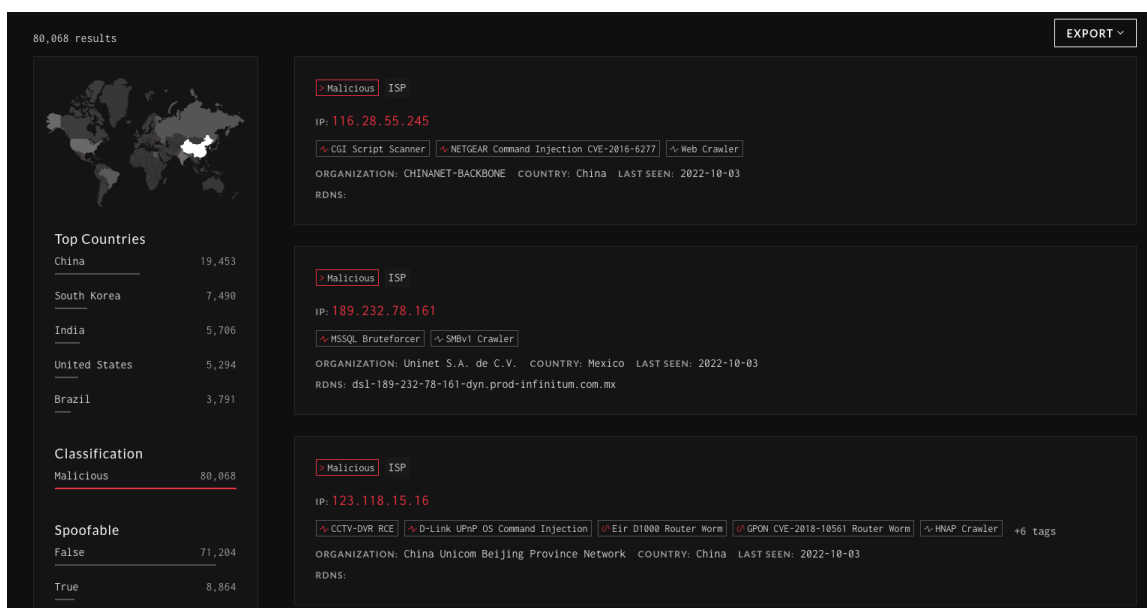 80,068 results
EXPORT
Top Countries
China 19,453
South Korea 7,490
India 5,706
United States 5,294
Brazil 3,791
Classification
Malicious 80,068
Spoofable
False 71,204
True 8,864
Malicious ISP
IP: 116.28.55.245
CGI Script Scanner NETGEAR Command Injection CVE-2016-6277 Web Crawler
ORGANIZATION: CHINANET-BACKBONE COUNTRY: China LAST SEEN: 2022-10-03
RDNS:
Malicious ISP
IP: 189.232.78.161
MSSQL Bruteforcer SMBv1 Crawler
ORGANIZATION: Uninet S.A. de C.V. COUNTRY: Mexico LAST SEEN: 2022-10-03
RDNS: dsl-189-232-78-161-dyn.prod-infinitum.com.mx
Malicious ISP
IP: 123.118.15.16
CCTV-DVR RCE D-Link UPnP OS Command Injection Eir D1000 Router Worm GPON CVE-2018-10561 Router Worm HNAP Crawler +6 tags
ORGANIZATION: China Unicom Beijing Province Network COUNTRY: China LAST SEEN: 2022-10-03
RDNS: